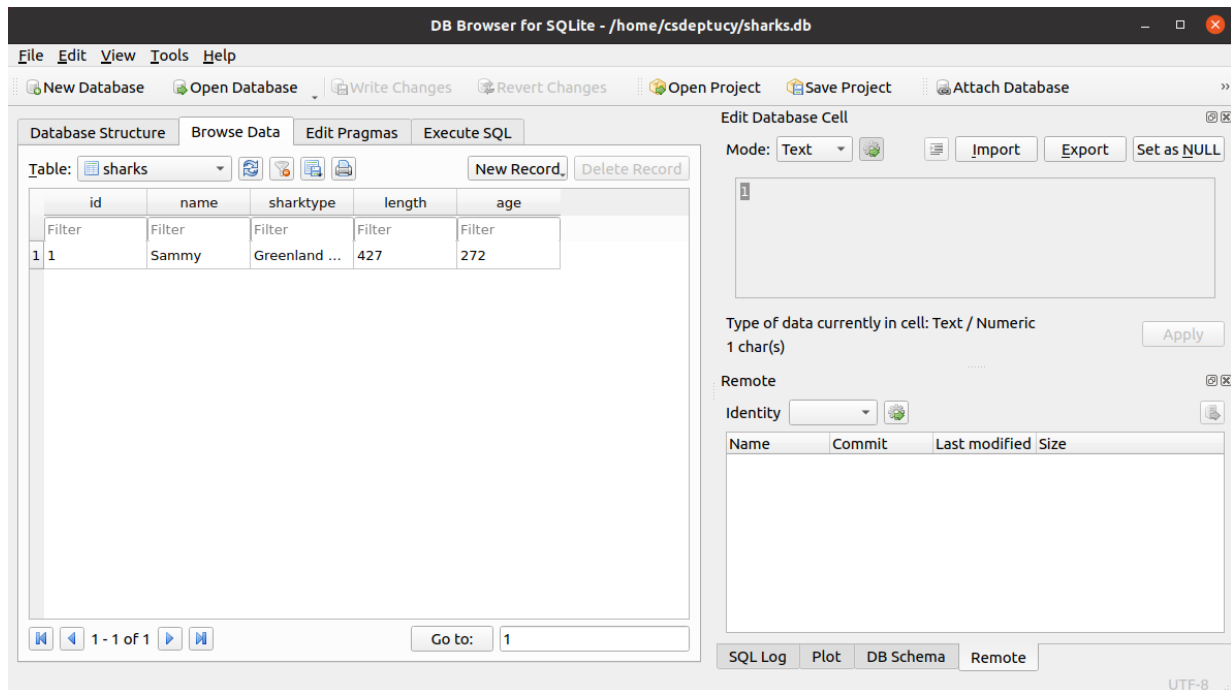 DB Browser for SQLite - /home/csdeptucy/sharks.db
File Edit View Tools Help
New Database Open Database Write Changes Revert Changes Open Project Save Project Attach Database »
Database Structure Browse Data Edit Pragmas Execute SQL
Table: sharks New Record Delete Record
id name sharktype length age
Filter Filter Filter Filter Filter
1 1 Sammy Greenland ... 427 272
1 - 1 of 1 Go to: 1
Edit Database Cell
Mode: Text Import Export Set as NULL
1
Type of data currently in cell: Text / Numeric
1 char(s)
Apply
Remote
Identity
Name Commit Last modified Size
SQL Log Plot DB Schema Remote
UTF-8